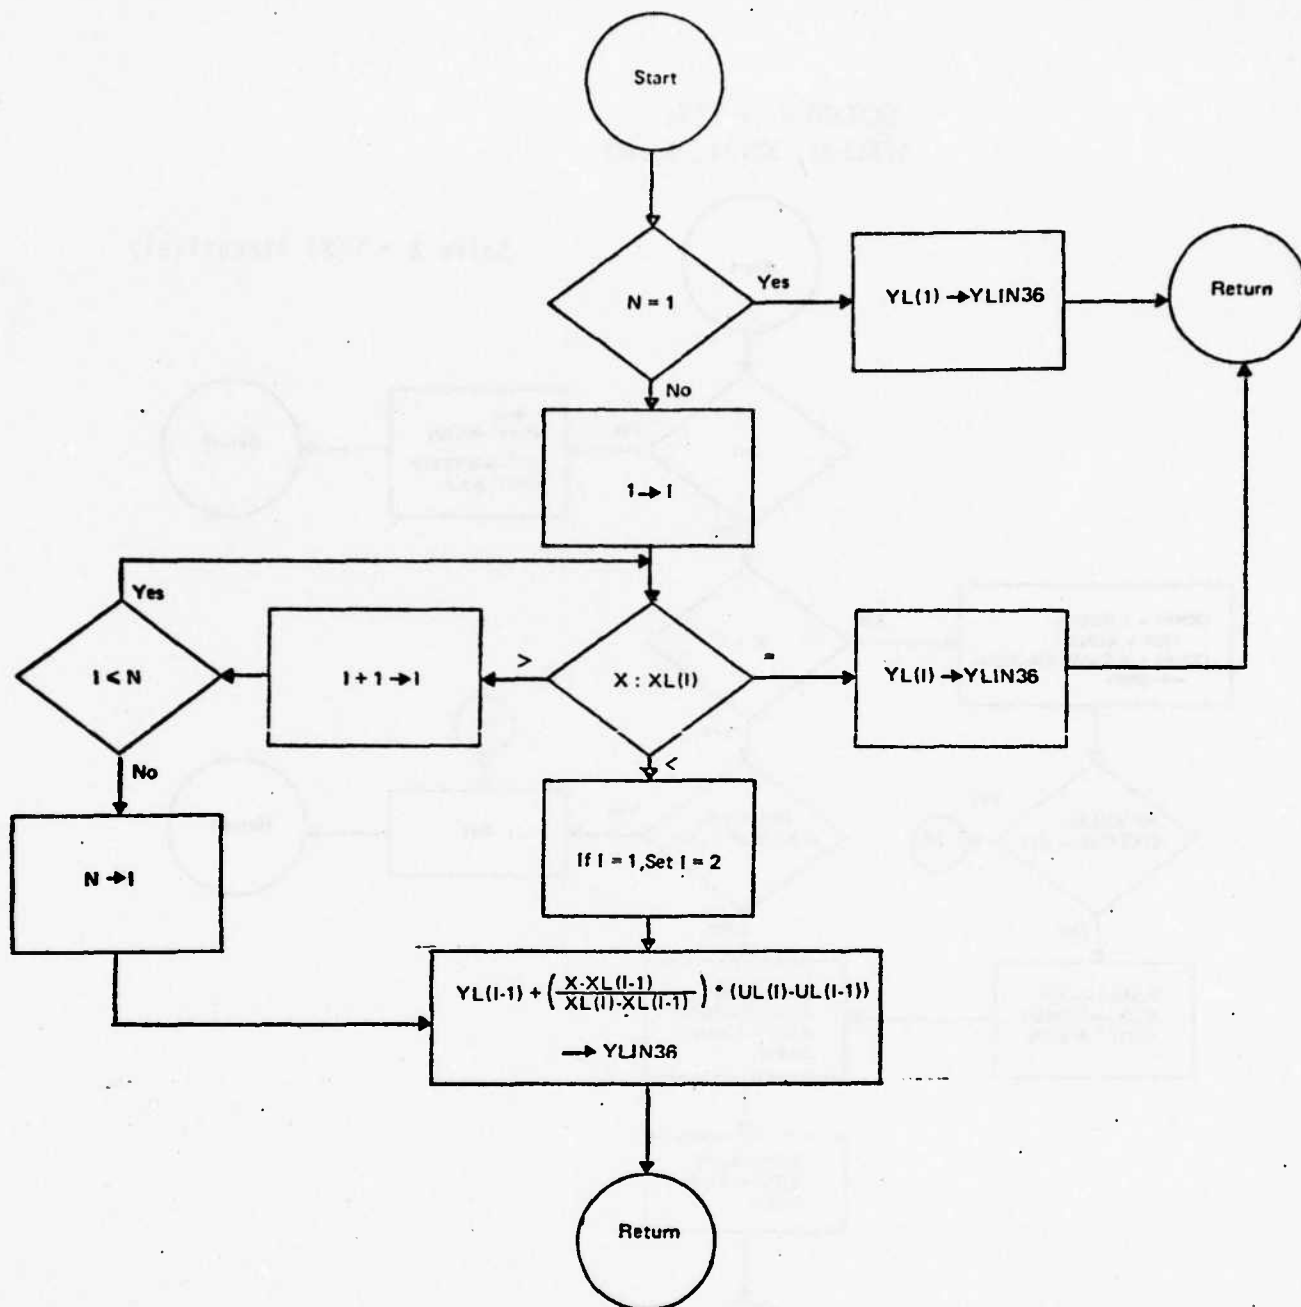 Start
N = 1
Yes
YL(1) → YLIN36
Return
No
1 → I
Yes
I < N
I + 1 → I
>
X : XL(I)
=
YL(I) → YLIN36
No
<
N → I
If I = 1, Set I = 2
YL(I-1) + (X-XL(I-1) / XL(I)-XL(I-1)) * (UL(I)-UL(I-1))
→ YLIN36
Return